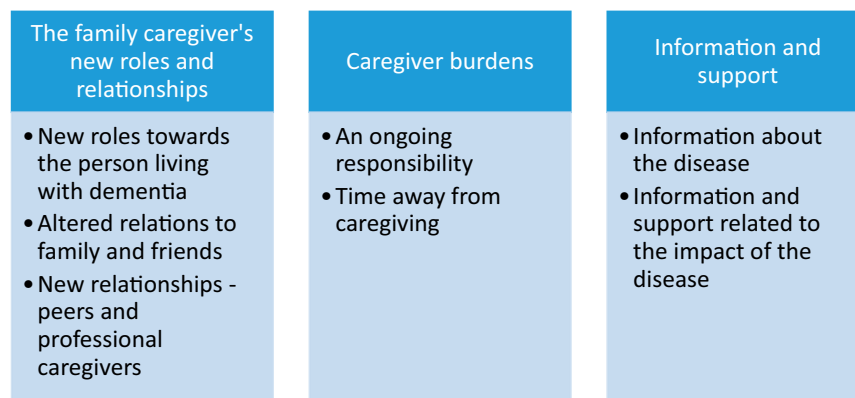 The family caregiver's
new roles and
relationships
• New roles towards
the person living
with dementia
• Altered relations to
family and friends
• New relationships -
peers and
professional
caregivers
Caregiver burdens
• An ongoing
responsibility
• Time away from
caregiving
Information and
support
• Information about
the disease
• Information and
support related to
the impact of the
disease